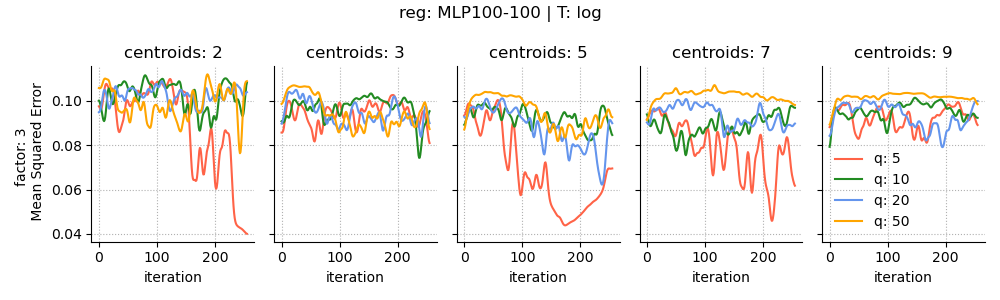 reg: MLP100-100 | T: log
centroids: 2
centroids: 3
centroids: 5
centroids: 7
centroids: 9
factor: 3
Mean Squared Error
0.10
0.08
0.06
0.04
q: 5
q: 10
q: 20
q: 50
0 100 200
0 100 200
0 100 200
0 100 200
0 100 200
iteration
iteration
iteration
iteration
iteration